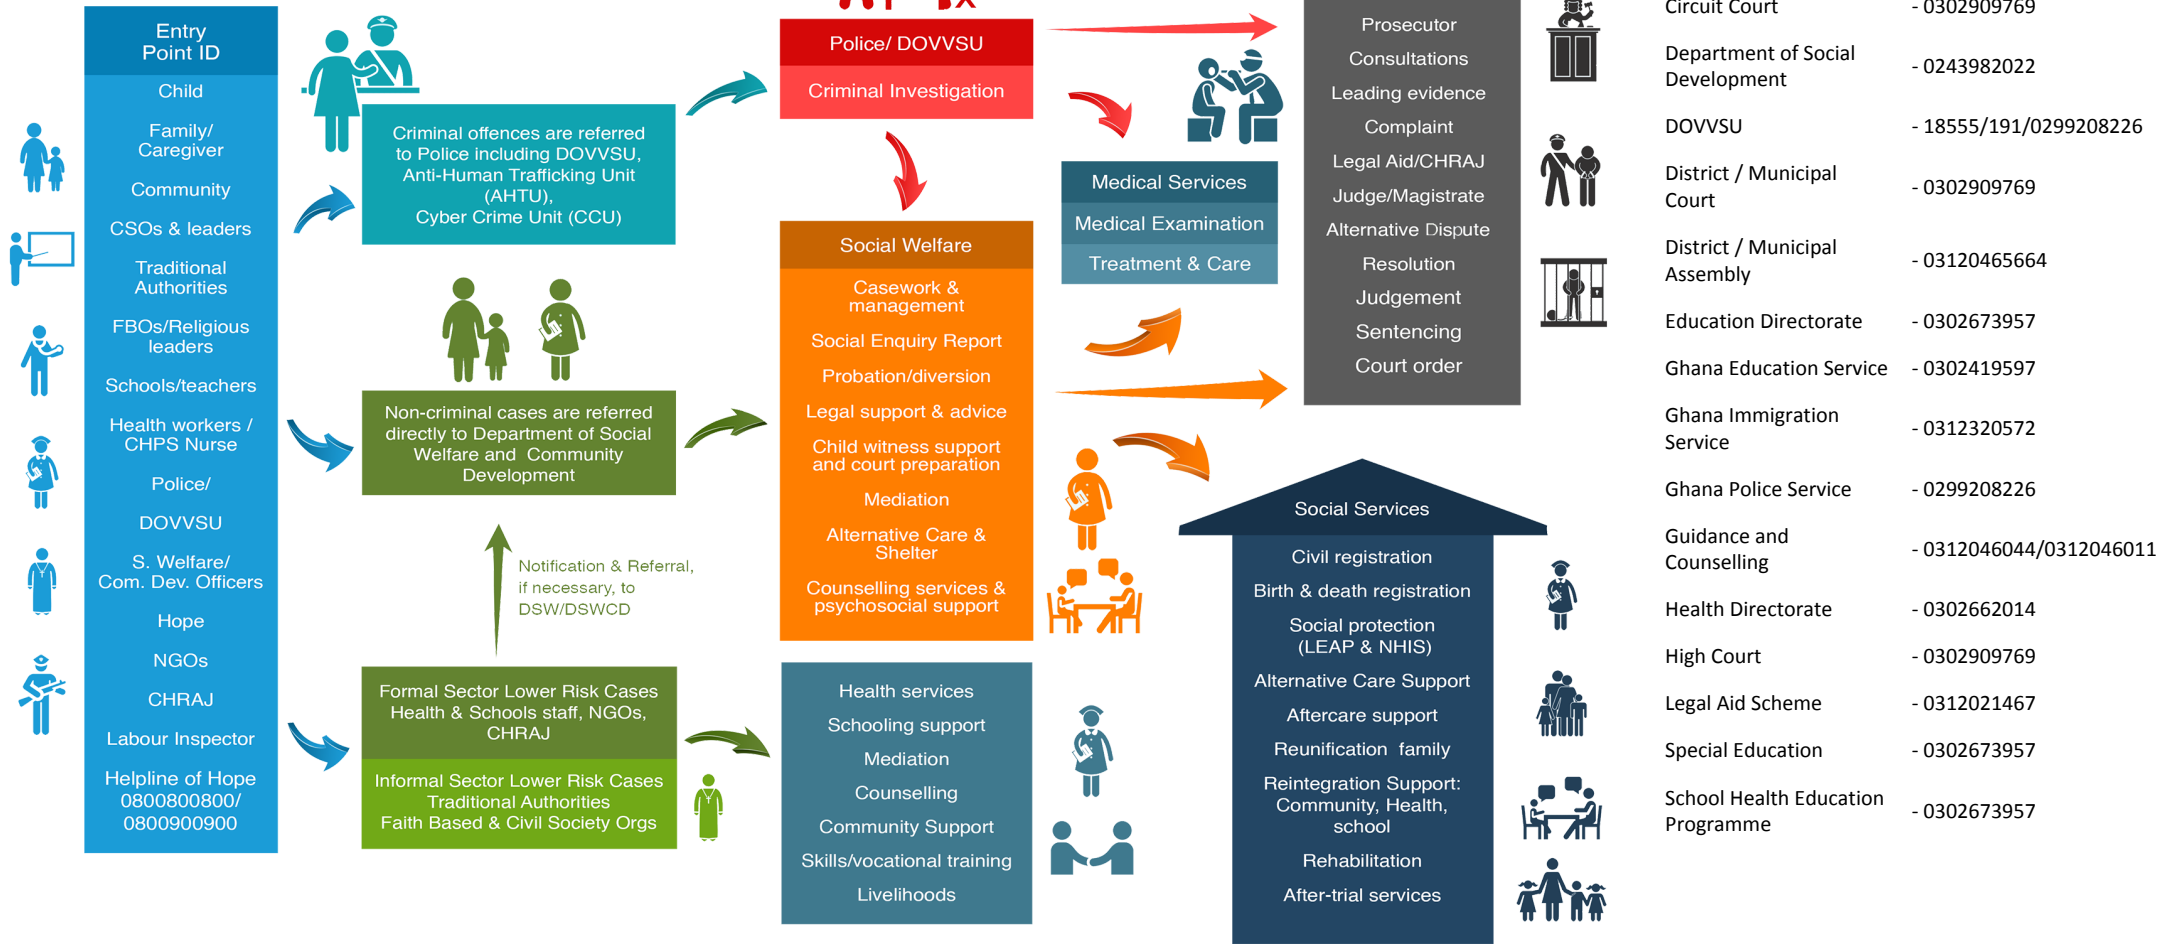 Entry
Point ID
Child
Family/
Caregiver
Community
CSOs & leaders
Traditional
Authorities
FBOs/Religious
leaders
Schools/teachers
Health workers /
CHPS Nurse
Police/
DOVVSU
S. Welfare/
Com. Dev. Officers
Hope
NGOs
CHRAJ
Labour Inspector
Helpline of Hope
0800800800/
0800900900
Criminal offences are referred
to Police including DOVVSU,
Anti-Human Trafficking Unit
(AHTU),
Cyber Crime Unit (CCU)
Non-criminal cases are referred
directly to Department of Social
Welfare and Community
Development
Notification & Referral,
if necessary, to
DSW/DSWCD
Formal Sector Lower Risk Cases
Health & Schools staff, NGOs,
CHRAJ
Informal Sector Lower Risk Cases
Traditional Authorities
Faith Based & Civil Society Orgs
Police/ DOVVSU
Criminal Investigation
Social Welfare
Casework &
management
Social Enquiry Report
Probation/diversion
Legal support & advice
Child witness support
and court preparation
Mediation
Alternative Care &
Shelter
Counselling services &
psychosocial support
Health services
Schooling support
Mediation
Counselling
Community Support
Skills/vocational training
Livelihoods
Medical Services
Medical Examination
Treatment & Care
Prosecutor
Consultations
Leading evidence
Complaint
Legal Aid/CHRAJ
Judge/Magistrate
Alternative Dispute
Resolution
Judgement
Sentencing
Court order
Social Services
Civil registration
Birth & death registration
Social protection
(LEAP & NHIS)
Alternative Care Support
Aftercare support
Reunification family
Reintegration Support:
Community, Health,
school
Rehabilitation
After-trial services
Circuit Court - 0302909769
Department of Social
Development - 0243982022
DOVVSU - 18555/191/0299208226
District / Municipal
Court - 0302909769
District / Municipal
Assembly - 03120465664
Education Directorate - 0302673957
Ghana Education Service - 0302419597
Ghana Immigration
Service - 0312320572
Ghana Police Service - 0299208226
Guidance and
Counselling - 0312046044/0312046011
Health Directorate - 0302662014
High Court - 0302909769
Legal Aid Scheme - 0312021467
Special Education - 0302673957
School Health Education
Programme - 0302673957